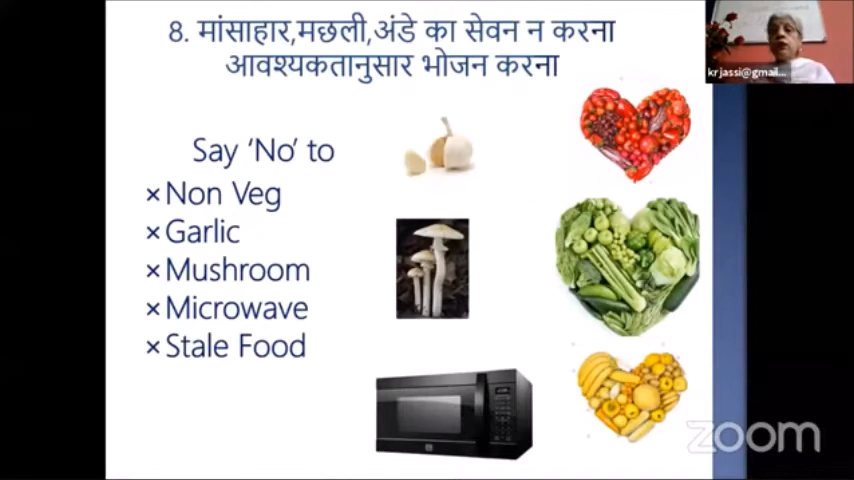 8. मांसाहार,मछली,अंडे का सेवन न करना
आवश्यकतानुसार भोजन करना
krjassi@gmail...
Say ‘No’ to
×Non Veg
×Garlic
×Mushroom
×Microwave
×Stale Food
zoom